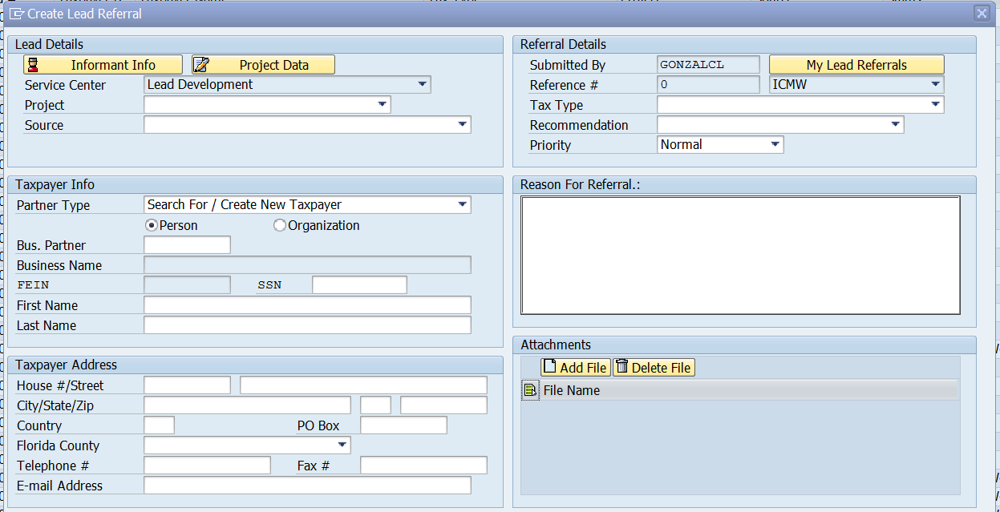 Create Lead Referral
Lead Details
Informant Info Project Data
Service Center Lead Development
Project
Source
Referral Details
Submitted By GONZALCL My Lead Referrals
Reference # 0 ICMW
Tax Type
Recommendation
Priority Normal
Taxpayer Info
Partner Type Search For / Create New Taxpayer
Person Organization
Bus. Partner
Business Name
FEIN SSN
First Name
Last Name
Reason For Referral.:
Taxpayer Address
House #/Street
City/State/Zip
Country PO Box
Florida County
Telephone # Fax #
E-mail Address
Attachments
Add File Delete File
File Name